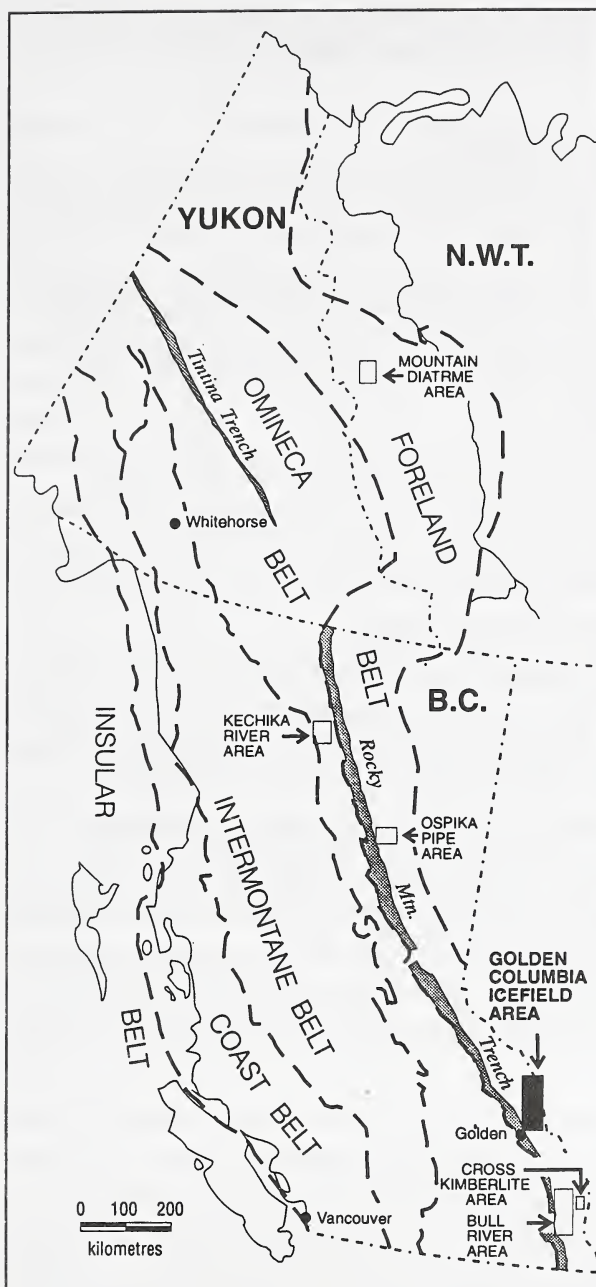 YUKON
N.W.T.
MOUNTAIN
DIATRME
AREA
Tintina Trench
OMINECA
BELT
FORELAND
BELT
Whitehorse
B.C.
KECHIKA
RIVER
AREA
Rocky
Mtn.
Trench
OSPIKA
PIPE
AREA
INSULAR
BELT
INTERMONTANE BELT
COAST BELT
GOLDEN
COLUMBIA
ICEFIELD
AREA
Golden
CROSS
KIMBERLITE
AREA
BULL
RIVER
AREA
Vancouver
0 100 200
kilometres